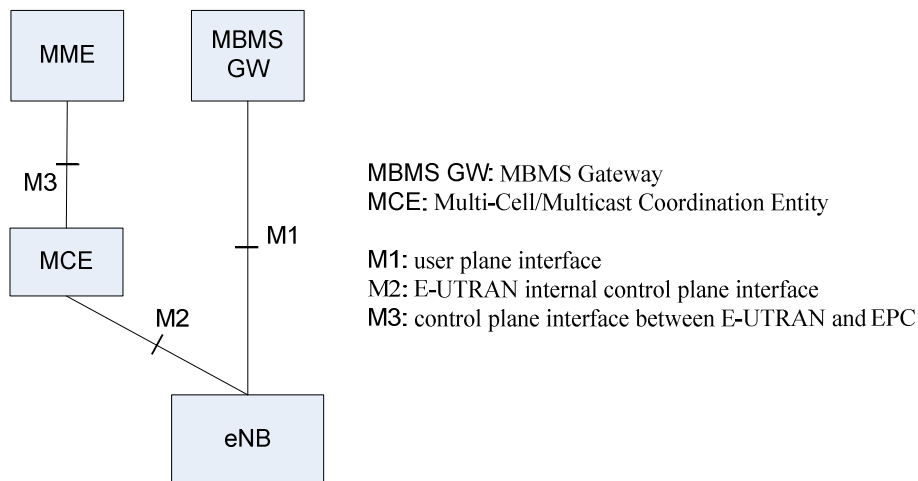 MME
MBMS
GW
M3
MCE
M1
M2
eNB
MBMS GW: MBMS Gateway
MCE: Multi-Cell/Multicast Coordination Entity
M1: user plane interface
M2: E-UTRAN internal control plane interface
M3: control plane interface between E-UTRAN and EPC